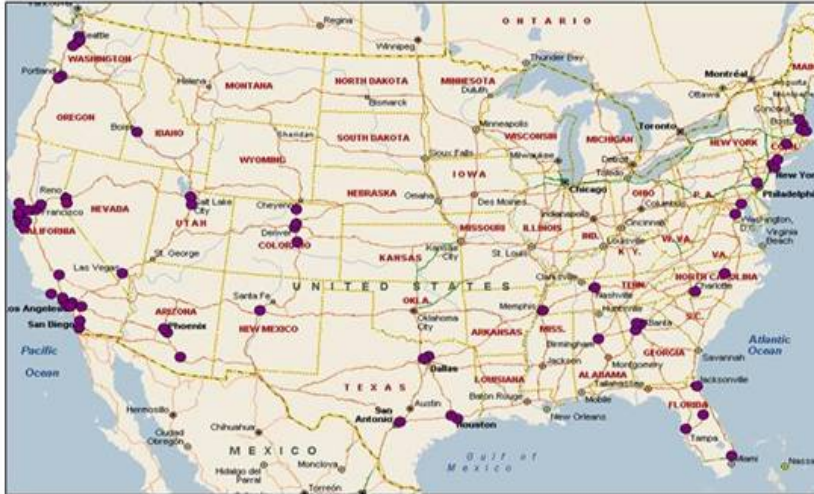 Vancouver
Regina
ONTARIO
Seattle
Winnipeg
WASHINGTON
Thunder Bay
Portland
Helena
MONTANA
NORTH DAKOTA
MINNESOTA
Duluth
Montréal
Ottawa
Bismarck
OREGON
Boise
IDAHO
Sheridan
SOUTH DAKOTA
Minneapolis
WISCONSIN
MICHIGAN
Toronto
Concord
WYOMING
Sioux Falls
Milwaukee
Detroit
NEW YORK
Toledo
Reno
Salt Lake
City
Cheyenne
NEBRASKA
IOWA
Chicago
New York
Omaha
Des Moines
OHIO
P.A.
Philadelphia
Francisco
NEVADA
UTAH
Denver
Indianapolis
Columbus
CALIFORNIA
COLORADO
Kansas
City
MISSOURI
ILLINOIS
IND.
Cincinnati
W. VA.
Washington,
D.C.
St. George
KANSAS
St. Louis
Louisville
K Y.
VA.
Virginia
Beach
Las Vegas
UNITED STATES
Clarksville
NORTH CAROLINA
Los Angeles
Santa Fe
OKLA.
Nashville
TENN.
Charlotte
San Diego
ARIZONA
Phoenix
NEW MEXICO
Oklahoma
City
Memphis
Huntsville
ARKANSAS
MISS.
Atlanta
S.C.
Pacific
Ocean
Birmingham
GEORGIA
Atlantic
Ocean
Dallas
Jackson
Montgomery
Savannah
TEXAS
LOUISIANA
ALABAMA
Tallahassee
Jacksonville
Austin
Baton Rouge
Mobile
Hermosillo
San
Antonio
Houston
New Orleans
FLORIDA
Ciudad
Obregón
Chihuahua
Tampa
MEXICO
Gulf of
Mexico
Hidalgo del
Parral
Monclova
Miami
Nassau
Torreón